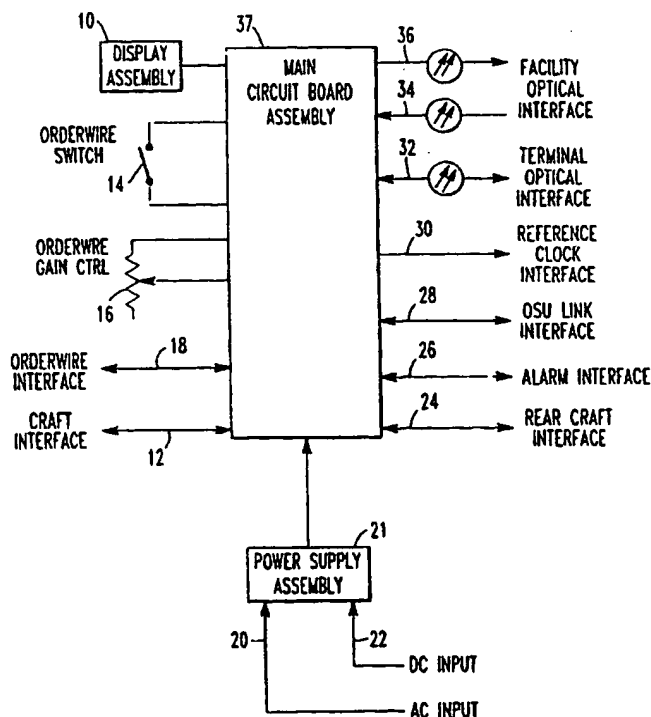 10
DISPLAY
ASSEMBLY
37
MAIN
CIRCUIT BOARD
ASSEMBLY
36
34
FACILITY
OPTICAL
INTERFACE
ORDERWIRE
SWITCH
14
32
TERMINAL
OPTICAL
INTERFACE
ORDERWRE
GAIN CTRL
16
30
REFERENCE
CLOCK
INTERFACE
28
OSU LINK
INTERFACE
ORDERWIRE
INTERFACE
18
26
ALARM INTERFACE
CRAFT
INTERFACE
12
24
REAR CRAFT
INTERFACE
21
POWER SUPPLY
ASSEMBLY
20
22
DC INPUT
AC INPUT